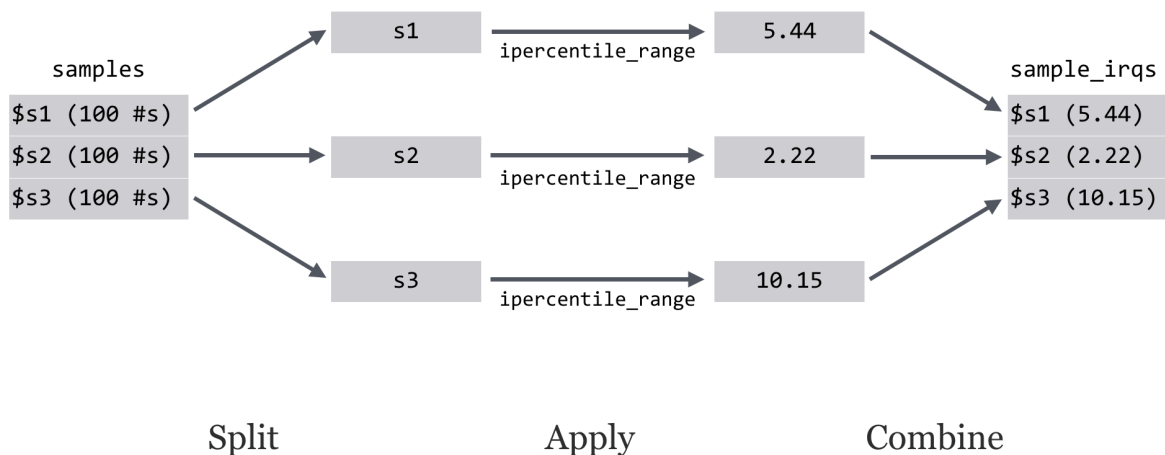 samples
$s1 (100 #s)
$s2 (100 #s)
$s3 (100 #s)
s1
ipercentile_range
5.44
s2
ipercentile_range
2.22
s3
ipercentile_range
10.15
sample_irqs
$s1 (5.44)
$s2 (2.22)
$s3 (10.15)
Split
Apply
Combine